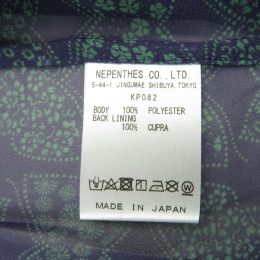 NEPENTHES CO., LTD.
5-44-1, JINGUMAE SHIBUYA, TOKYO
KP082
BODY 100% POLYESTER
BACK LINING
100% CUPRA
MADE IN JAPAN